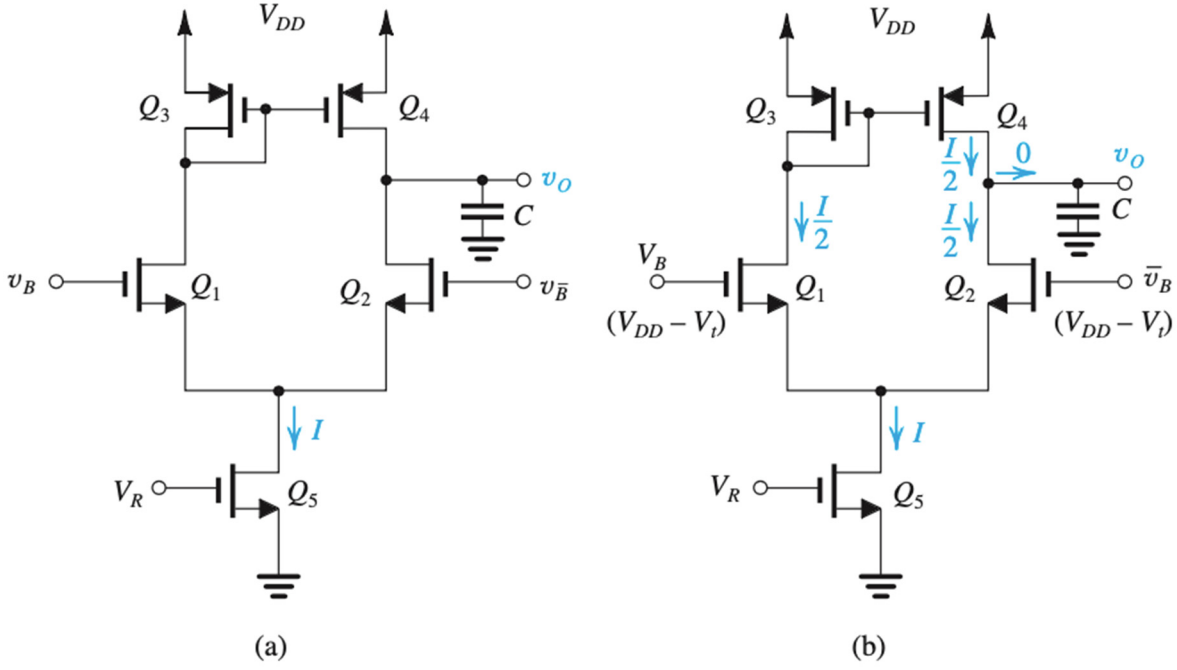 V_DD
Q_3
Q_4
v_O
C
v_B
Q_1
Q_2
v_B̄
I
V_R
Q_5
(a)
V_DD
Q_3
Q_4
I/2
0
v_O
I/2
I/2
C
V_B
Q_1
Q_2
v̄_B
(V_DD – V_t)
(V_DD – V_t)
I
V_R
Q_5
(b)